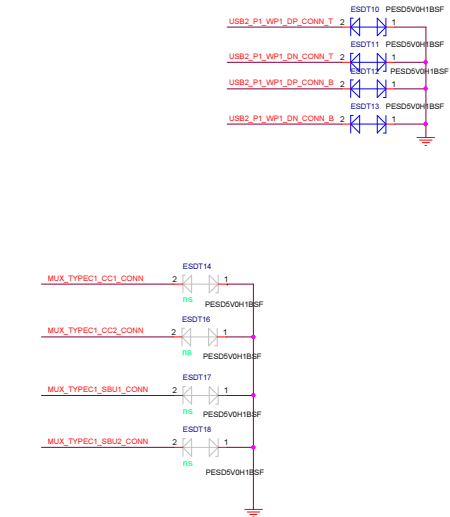 ESDT10 PESD5V0H1BSF
USB2_P1_WP1_DP_CONN_T 2 1
ESDT11 PESD5V0H1BSF
USB2_P1_WP1_DN_CONN_T 2 1
ESDT12 PESD5V0H1BSF
USB2_P1_WP1_DP_CONN_B 2 1
ESDT13 PESD5V0H1BSF
USB2_P1_WP1_DN_CONN_B 2 1
ESDT14
MUX_TYPEC1_CC1_CONN 2 1
ns
PESD5V0H1BSF
ESDT16
MUX_TYPEC1_CC2_CONN 2 1
ns
PESD5V0H1BSF
ESDT17
MUX_TYPEC1_SBU1_CONN 2 1
ns
PESD5V0H1BSF
ESDT18
MUX_TYPEC1_SBU2_CONN 2 1
ns
PESD5V0H1BSF